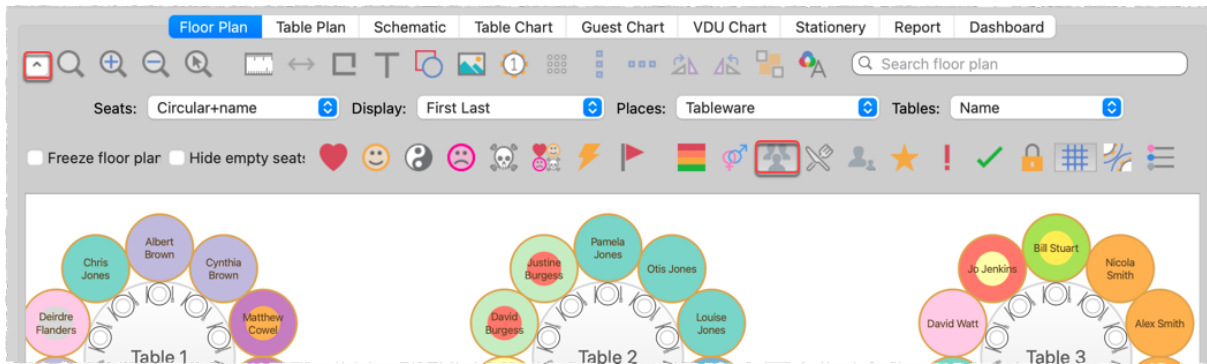 Floor Plan Table Plan Schematic Table Chart Guest Chart VDU Chart Stationery Report Dashboard
1 Search floor plan
Seats: Circular+name Display: First Last Places: Tableware Tables: Name
Freeze floor plan Hide empty seats
Chris
Jones
Albert
Brown
Cynthia
Brown
Deirdre
Flanders
Matthew
Cowel
Table 1
Justine
Burgess
Pamela
Jones
Otis Jones
David
Burgess
Louise
Jones
Table 2
Jo Jenkins
Bill Stuart
Nicola
Smith
David Watt
Alex Smith
Table 3